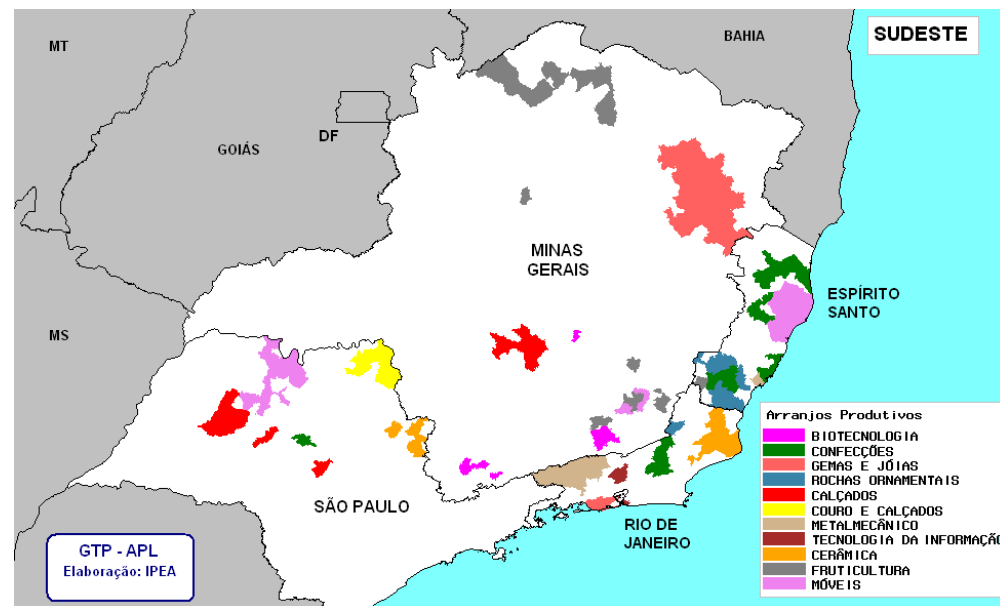 SUDESTE
MT
BAHIA
DF
GOIÁS
MINAS
GERAIS
ESPÍRITO
SANTO
MS
Arranjos Produtivos
BIOTECNOLOGIA
CONFECÇÕES
GEMAS E JÓIAS
ROCHAS ORNAMENTAIS
CALÇADOS
COURO E CALÇADOS
METALMECÂNICO
TECNOLOGIA DA INFORMAÇÃO
CERÂMICA
FRUTICULTURA
MÓVEIS
SÃO PAULO
RIO DE
JANEIRO
GTP - APL
Elaboração: IPEA